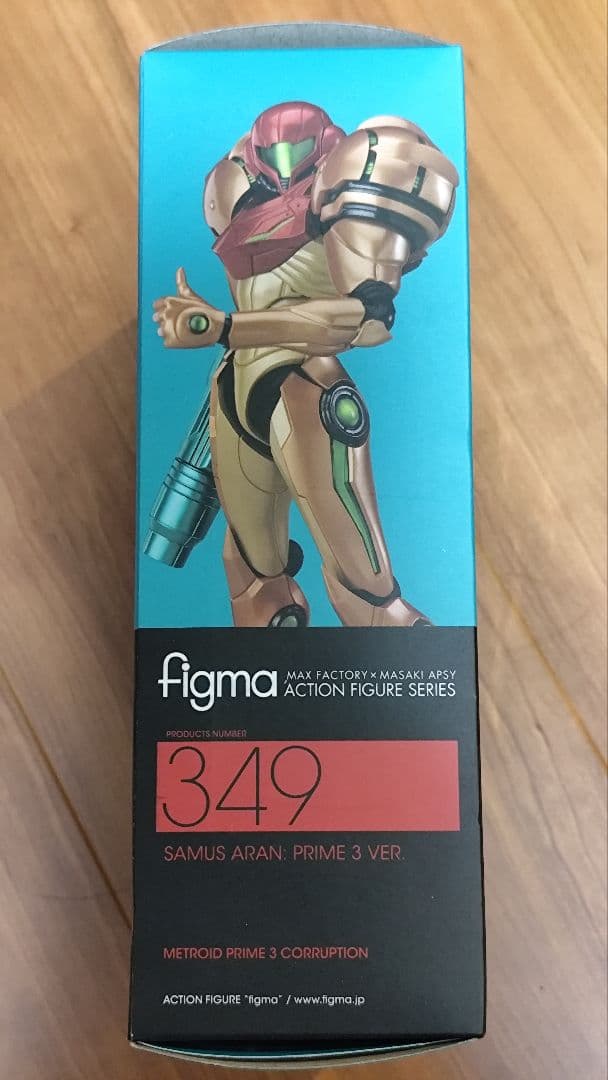 figma MAX FACTORY × MASAKI APSY
ACTION FIGURE SERIES
PRODUCTS NUMBER
349
SAMUS ARAN: PRIME 3 VER.
METROID PRIME 3 CORRUPTION
ACTION FIGURE "figma" / www.figma.jp